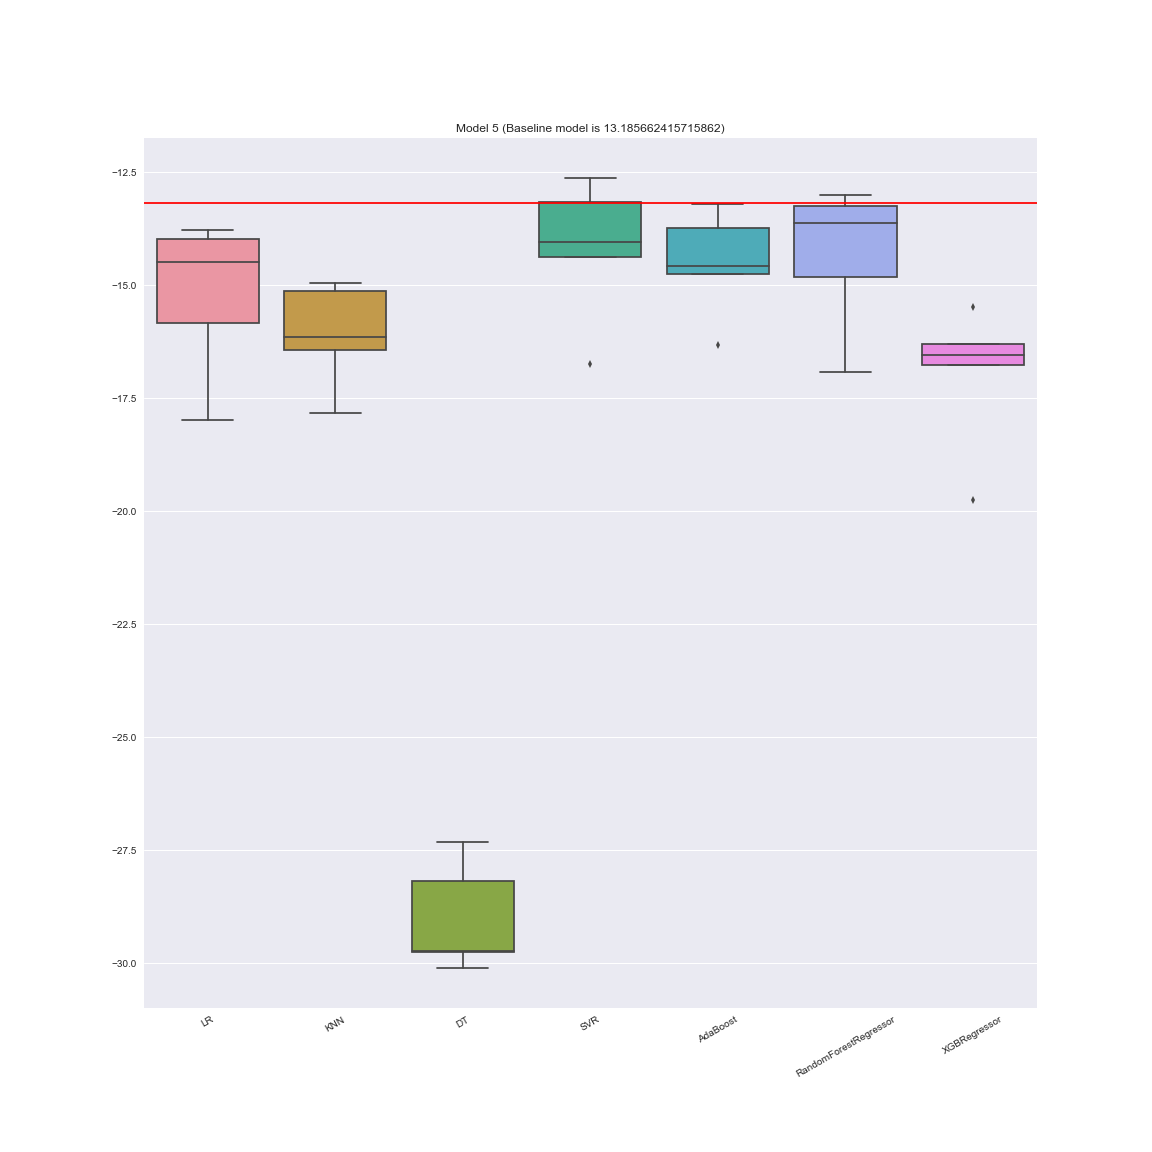 Model 5 (Baseline model is 13.185662415715862)
−12.5
−15.0
−17.5
−20.0
−22.5
−25.0
−27.5
−30.0
LR
KNN
DT
SVR
AdaBoost
RandomForestRegressor
XGBRegressor